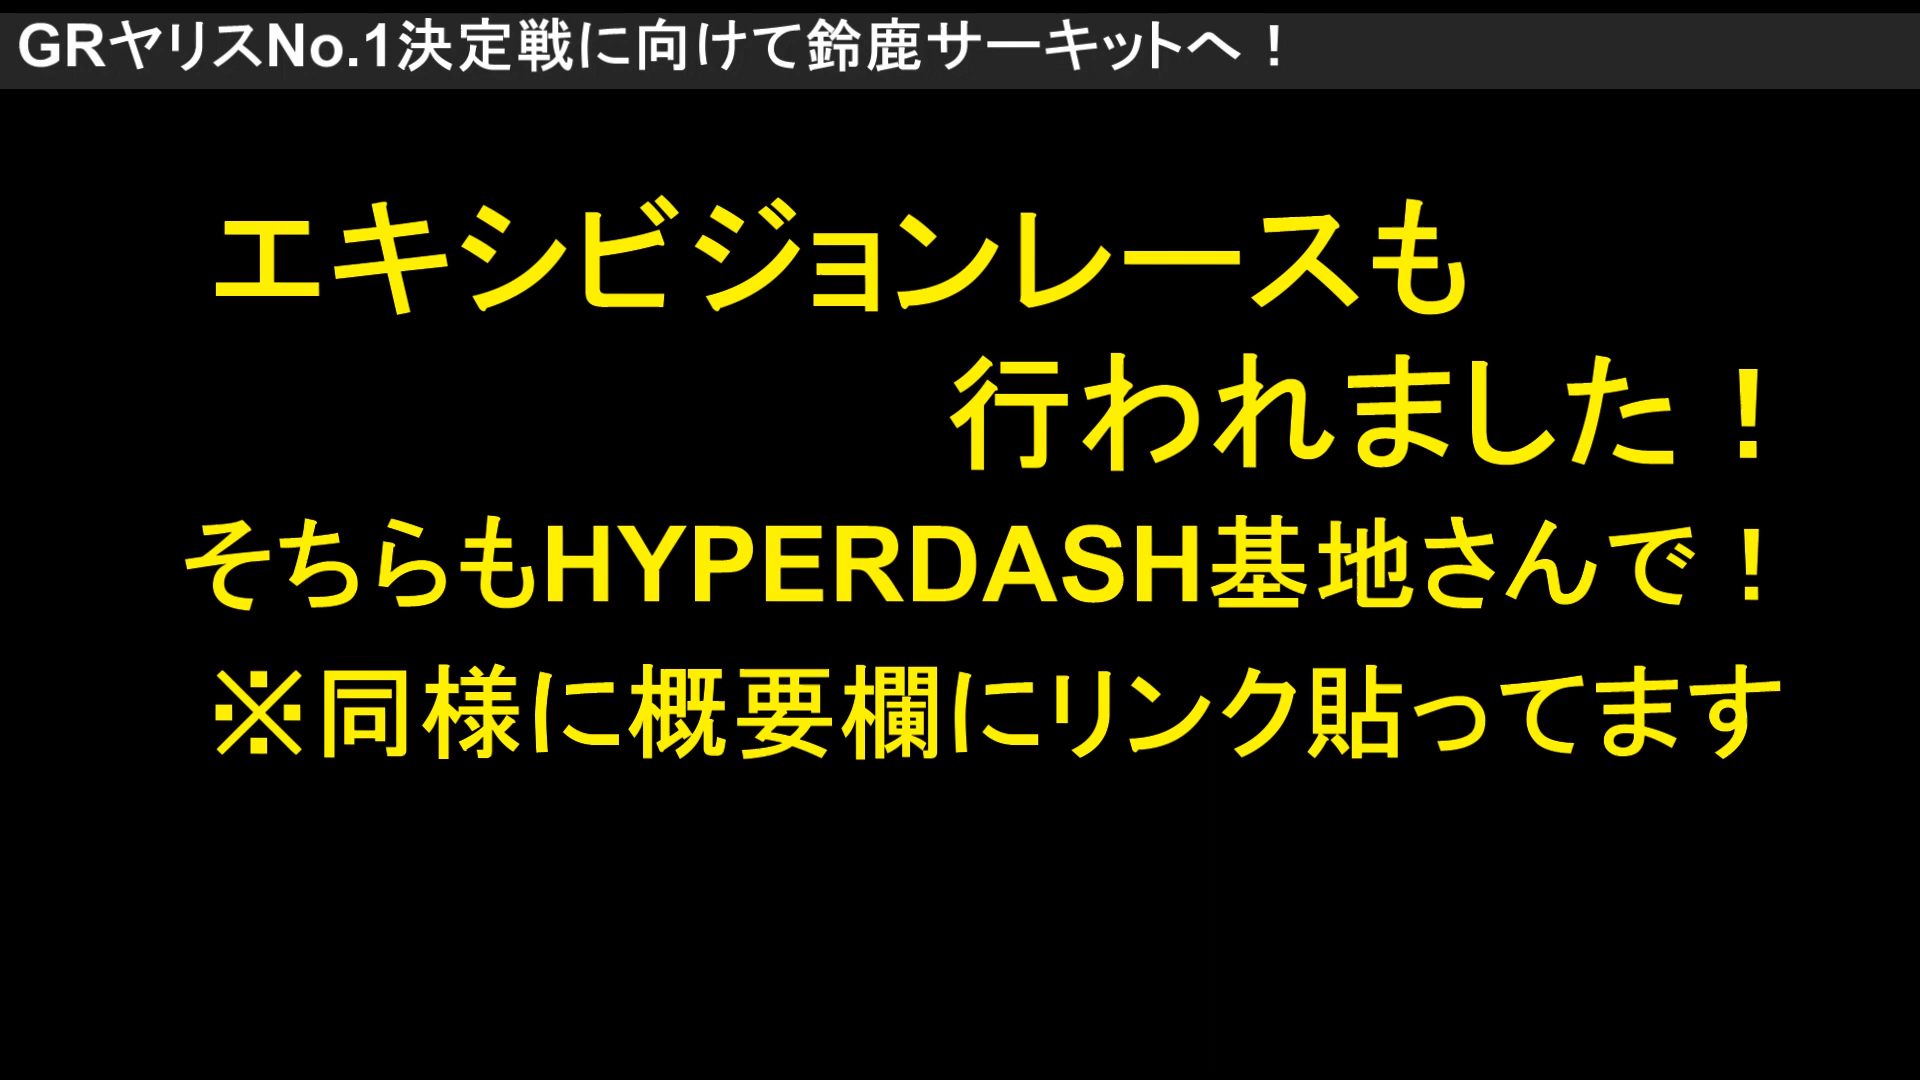 GRヤリスNo.1決定戦に向けて鈴鹿サーキットへ！
エキシビジョンレースも
行われました！
そちらもHYPERDASH基地さんで！
※同様に概要欄にリンク貼ってます